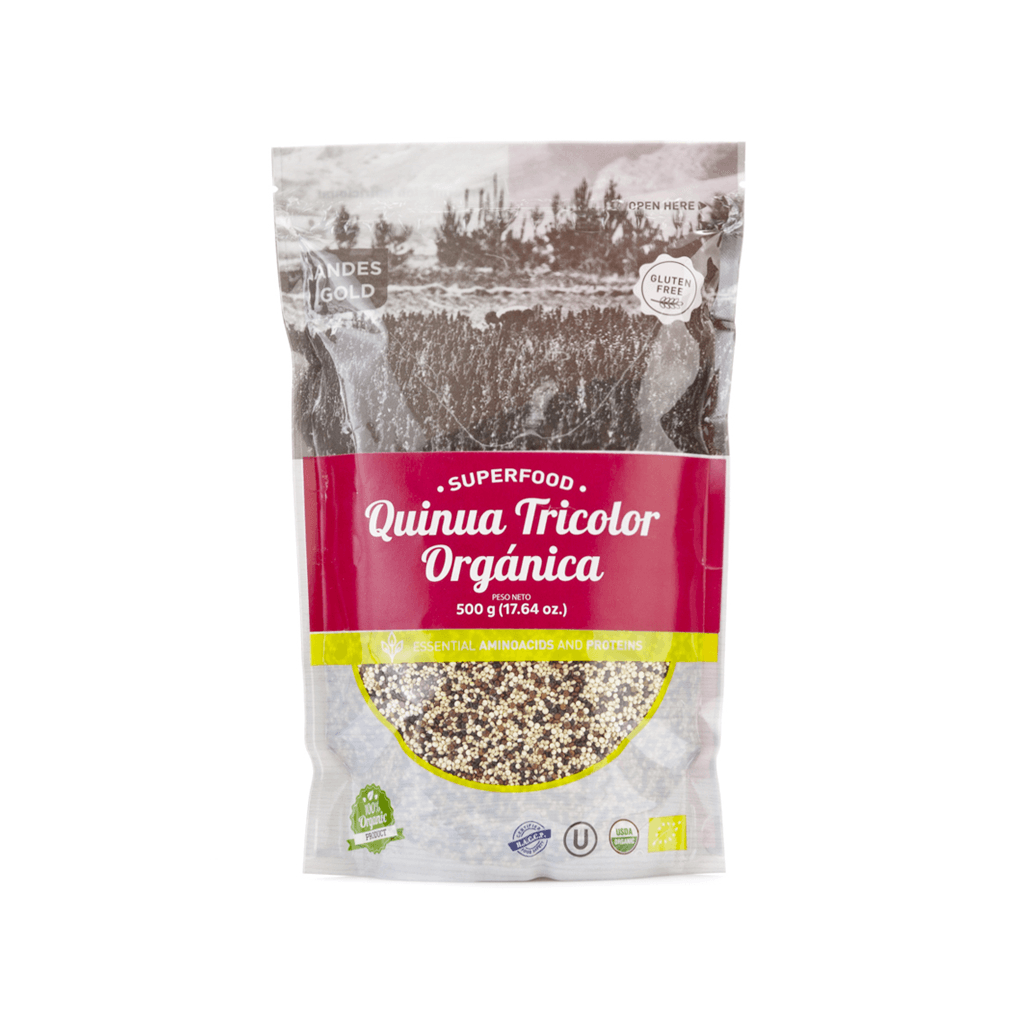 OPEN HERE
ANDES
GOLD
GLUTEN
FREE
• SUPERFOOD •
Quinua Tricolor
Orgánica
PESO NETO
500 g (17.64 oz.)
ESSENTIAL AMINOACIDS AND PROTEINS
100%
Organic
PRODUCT
CERTIFIED
H.A.C.C.P.
U
USDA
ORGANIC